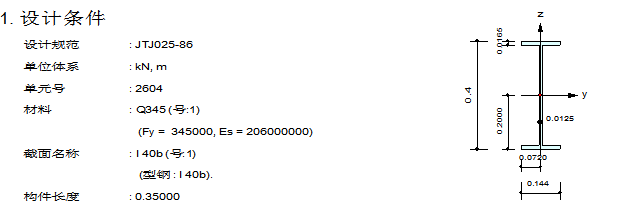 1. 设计条件
设计规范 : JTJ025-86
单位体系 : kN, m
单元号 : 2604
材料 : Q345 (号:1)
(Fy = 345000, Es = 206000000)
截面名称 : I 40b (号:1)
(型钢 : I 40b).
构件长度 : 0.35000
z
0.0165
0.4
y
0.2000
0.0125
0.0720
0.144